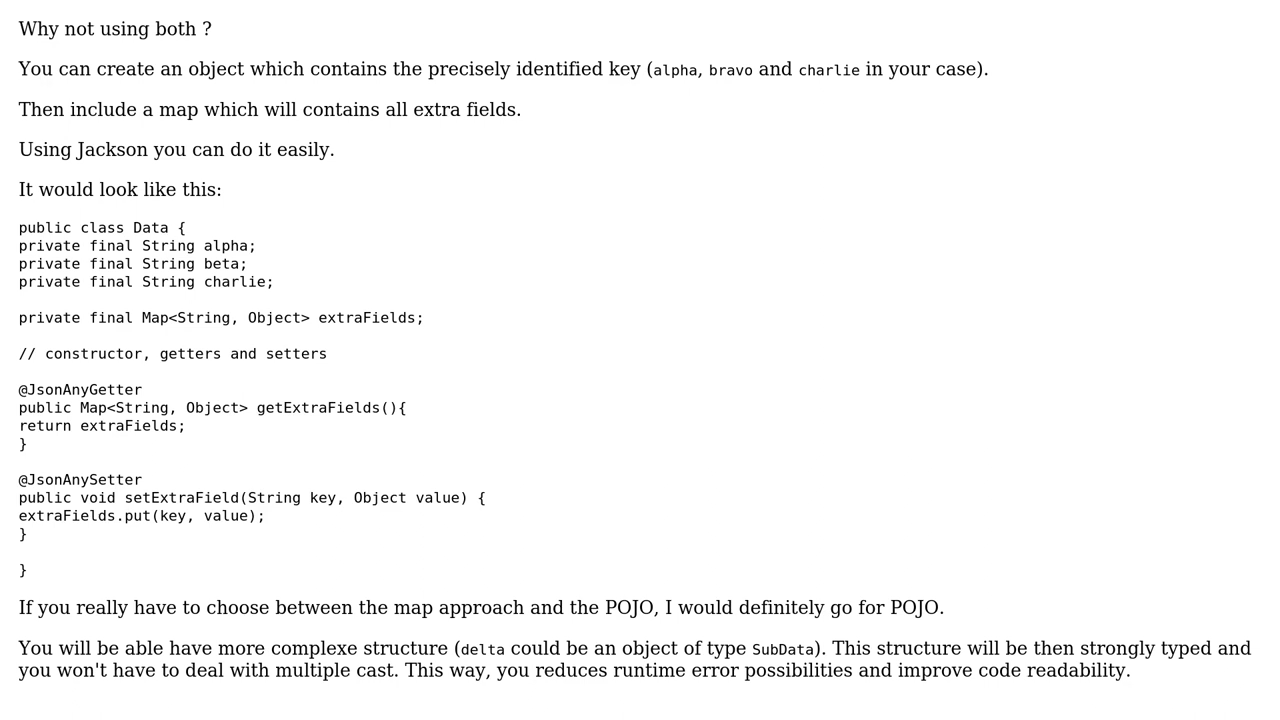 Why not using both ?
You can create an object which contains the precisely identified key (alpha, bravo and charlie in your case).
Then include a map which will contains all extra fields.
Using Jackson you can do it easily.
It would look like this:
public class Data {
private final String alpha;
private final String beta;
private final String charlie;
private final Map<String, Object> extraFields;
// constructor, getters and setters
@JsonAnyGetter
public Map<String, Object> getExtraFields(){
return extraFields;
}
@JsonAnySetter
public void setExtraField(String key, Object value) {
extraFields.put(key, value);
}
}
If you really have to choose between the map approach and the POJO, I would definitely go for POJO.
You will be able have more complexe structure (delta could be an object of type SubData). This structure will be then strongly typed and
you won't have to deal with multiple cast. This way, you reduces runtime error possibilities and improve code readability.